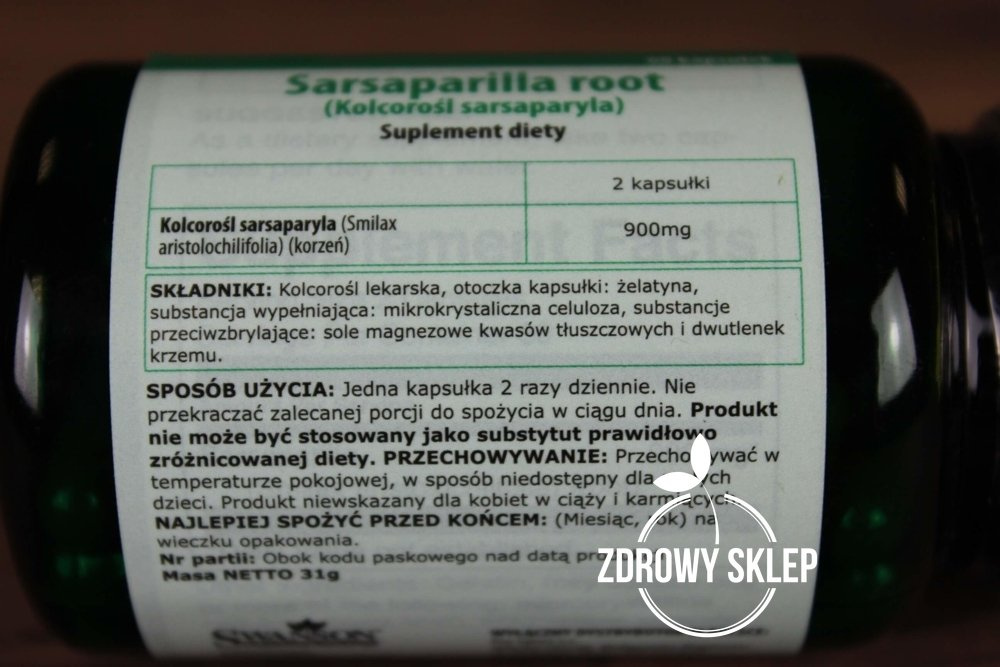 Sarsaparilla root
(Kolcorośl sarsaparyla)
Suplement diety
2 kapsułki
Kolcorośl sarsaparyla (Smilax
aristolochilifolia) (korzeń)
900mg
SKŁADNIKI: Kolcorośl lekarska, otoczka kapsułki: żelatyna,
substancja wypełniająca: mikrokrystaliczna celuloza, substancje
przeciwzbrylające: sole magnezowe kwasów tłuszczowych i dwutlenek
krzemu.
SPOSÓB UŻYCIA: Jedna kapsułka 2 razy dziennie. Nie
przekraczać zalecanej porcji do spożycia w ciągu dnia. Produkt
nie może być stosowany jako substytut prawidłowo
zróżnicowanej diety. PRZECHOWYWANIE: Przechowywać w
temperaturze pokojowej, w sposób niedostępny dla
dzieci. Produkt niewskazany dla kobiet w ciąży i karmiących.
NAJLEPIEJ SPOŻYĆ PRZED KOŃCEM: (Miesiąc, rok) na
wieczku opakowania.
Nr partii: Obok kodu paskowego nad datą
Masa NETTO 31g
SWANSON
ZDROWY SKLEP